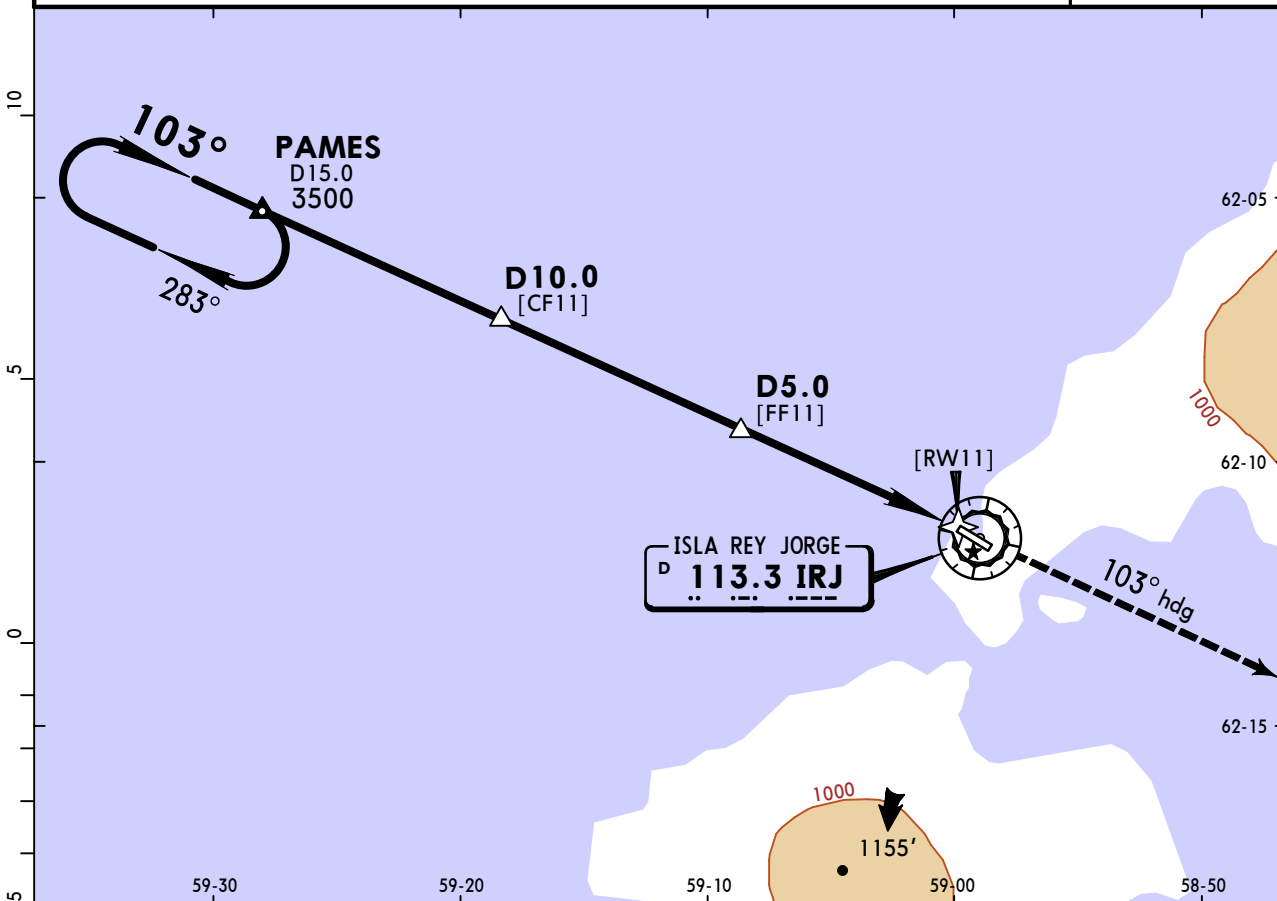 10
103°
PAMES
D15.0
3500
62-05
283°
D10.0
[CF11]
5
D5.0
[FF11]
1000
[RW11]
62-10
ISLA REY JORGE
D 113.3 IRJ
103° hdg
0
62-15
1000
1155'
59-30
59-20
59-10
59-00
58-50
5